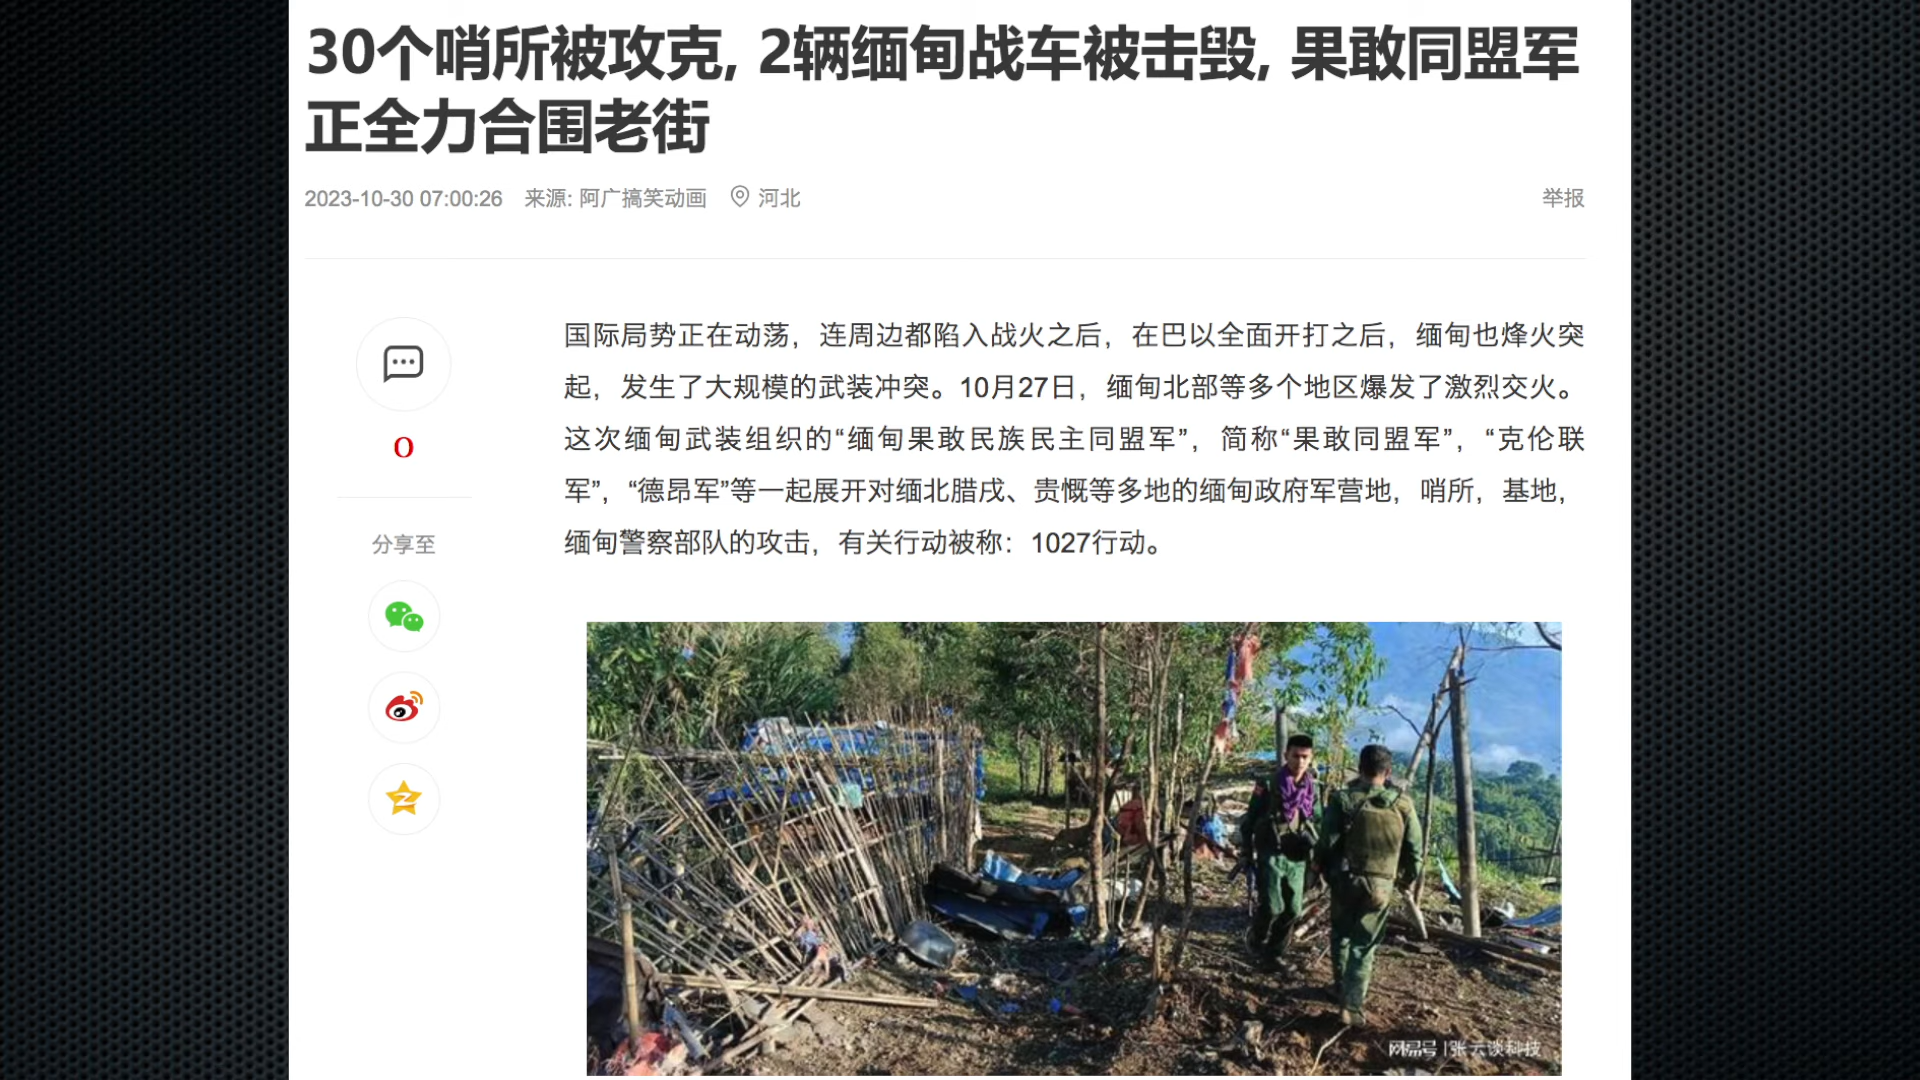 30个哨所被攻克, 2辆缅甸战车被击毁, 果敢同盟军
正全力合围老街
2023-10-30 07:00:26 来源: 阿广搞笑动画 河北 举报
国际局势正在动荡，连周边都陷入战火之后，在巴以全面开打之后，缅甸也烽火突
起，发生了大规模的武装冲突。10月27日，缅甸北部等多个地区爆发了激烈交火。
这次缅甸武装组织的“缅甸果敢民族民主同盟军”，简称“果敢同盟军”，“克伦联
军”，“德昂军”等一起展开对缅北腊戌、贵慨等多地的缅甸政府军营地，哨所，基地，
缅甸警察部队的攻击，有关行动被称：1027行动。
0
分享至
网易号 | 张云谈科技